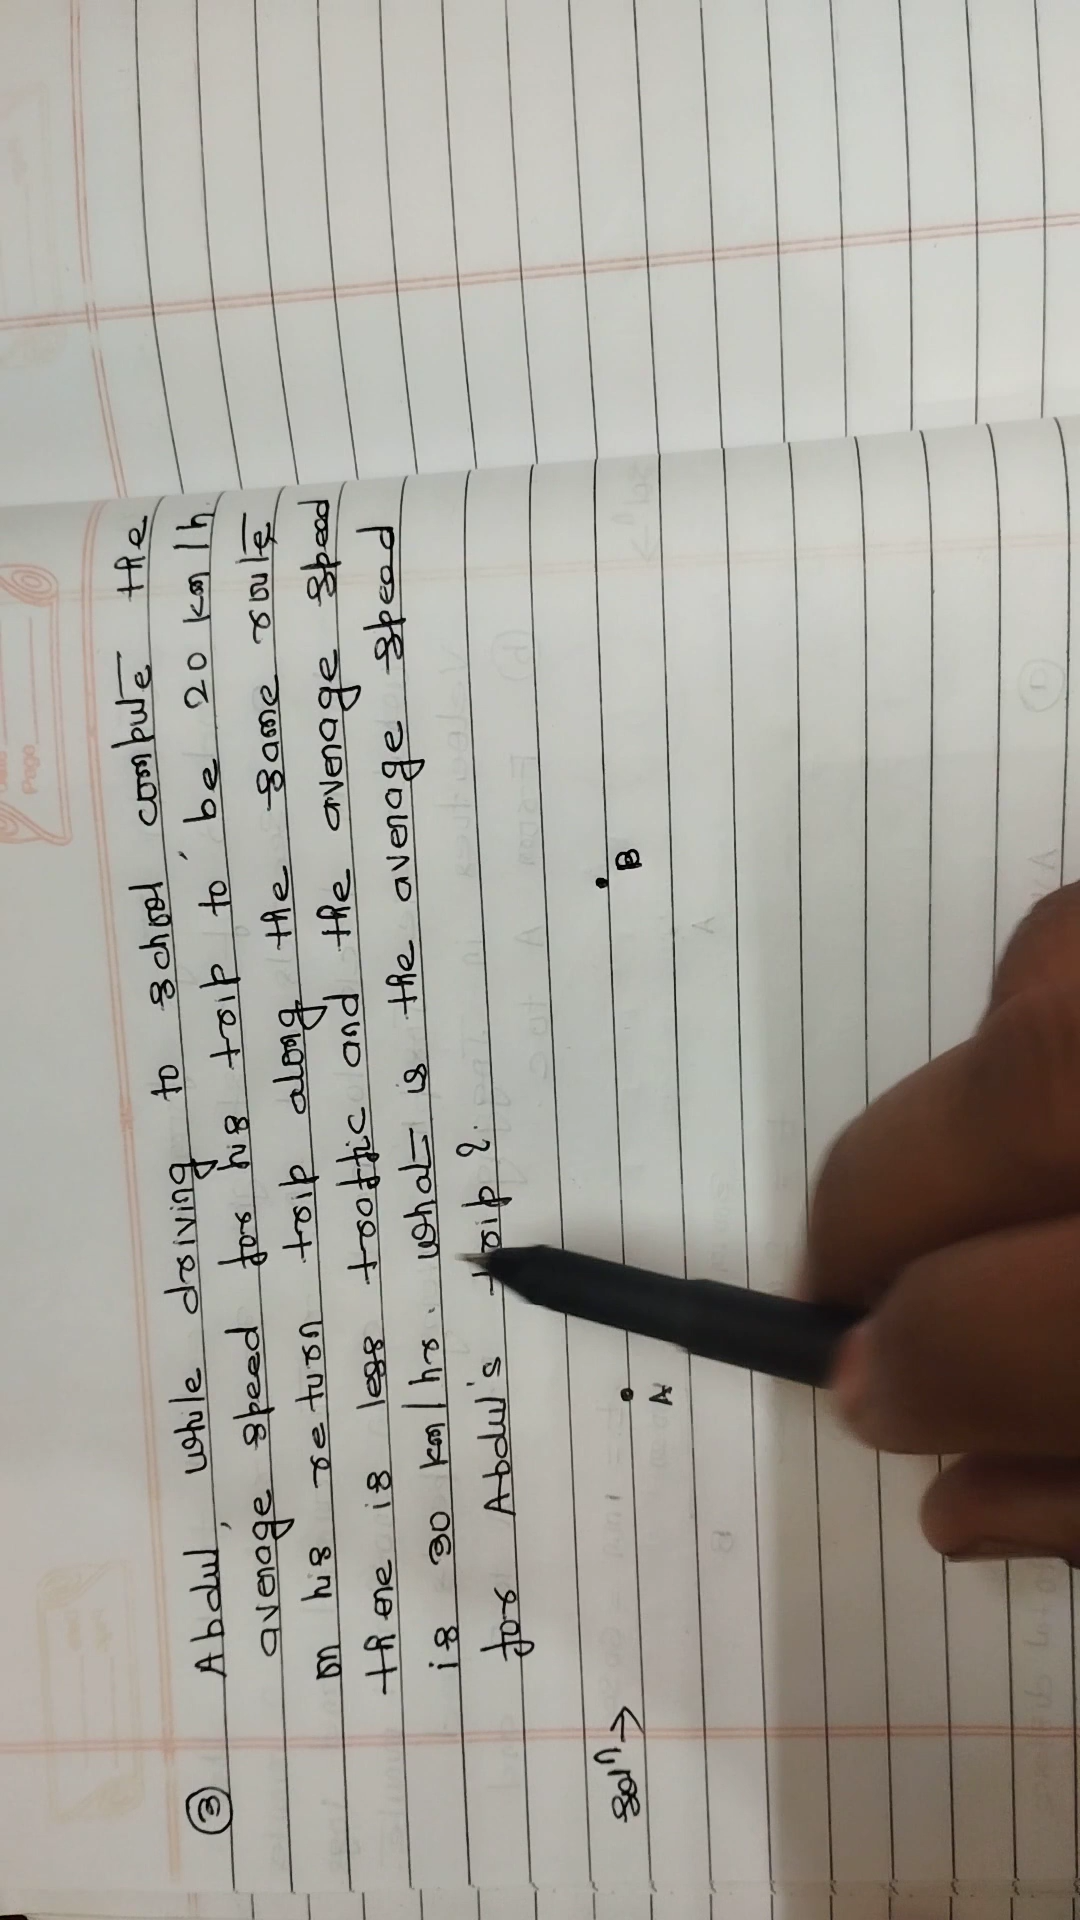 ③ Abdul, while driving to school compute the
average speed for his trip to be 20 km/h.
In his return trip along the same rule
there is less traffic and the average speed
is 30 km/hr. what is the average speed
for Abdul's trip?
Solⁿ→
A
B
Page